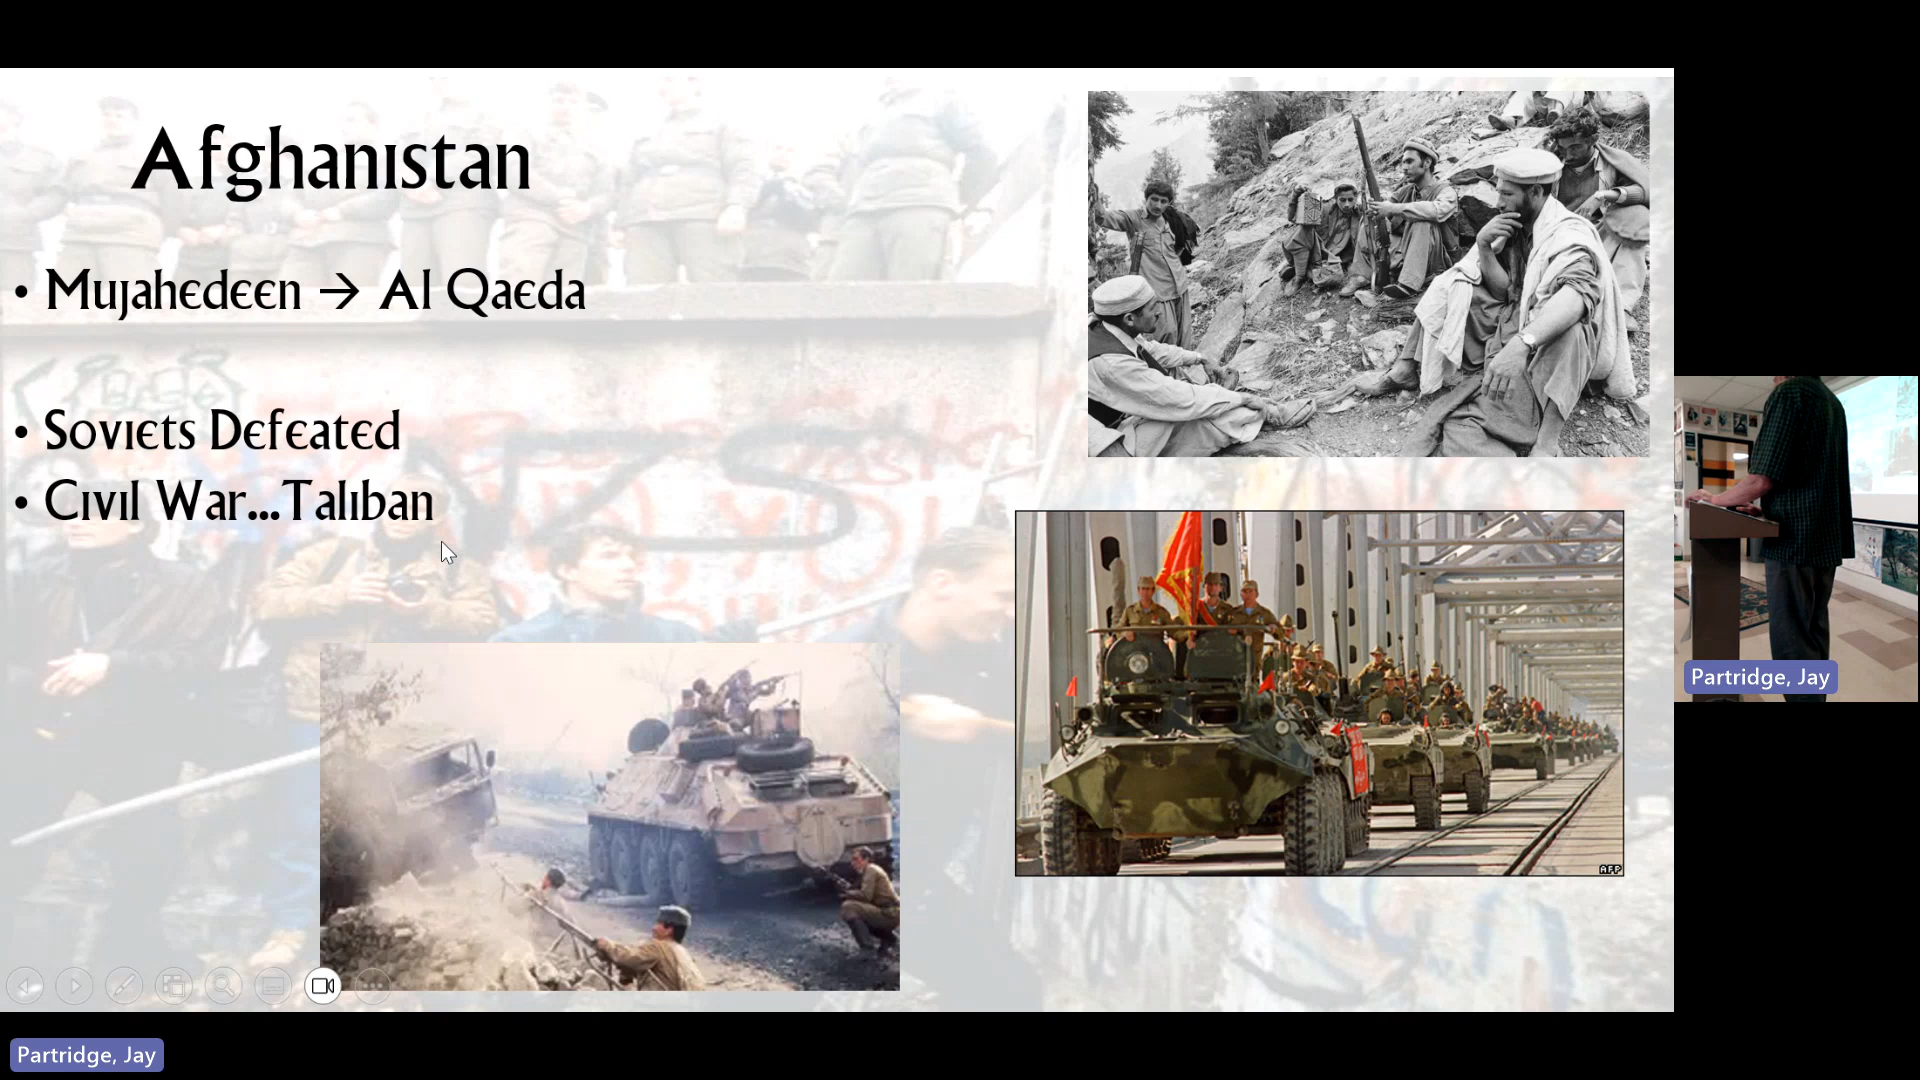 Afghanistan
• Mujahedeen → Al Qaeda
• Soviets Defeated
• Civil War...Taliban
AFP
Partridge, Jay
Partridge, Jay